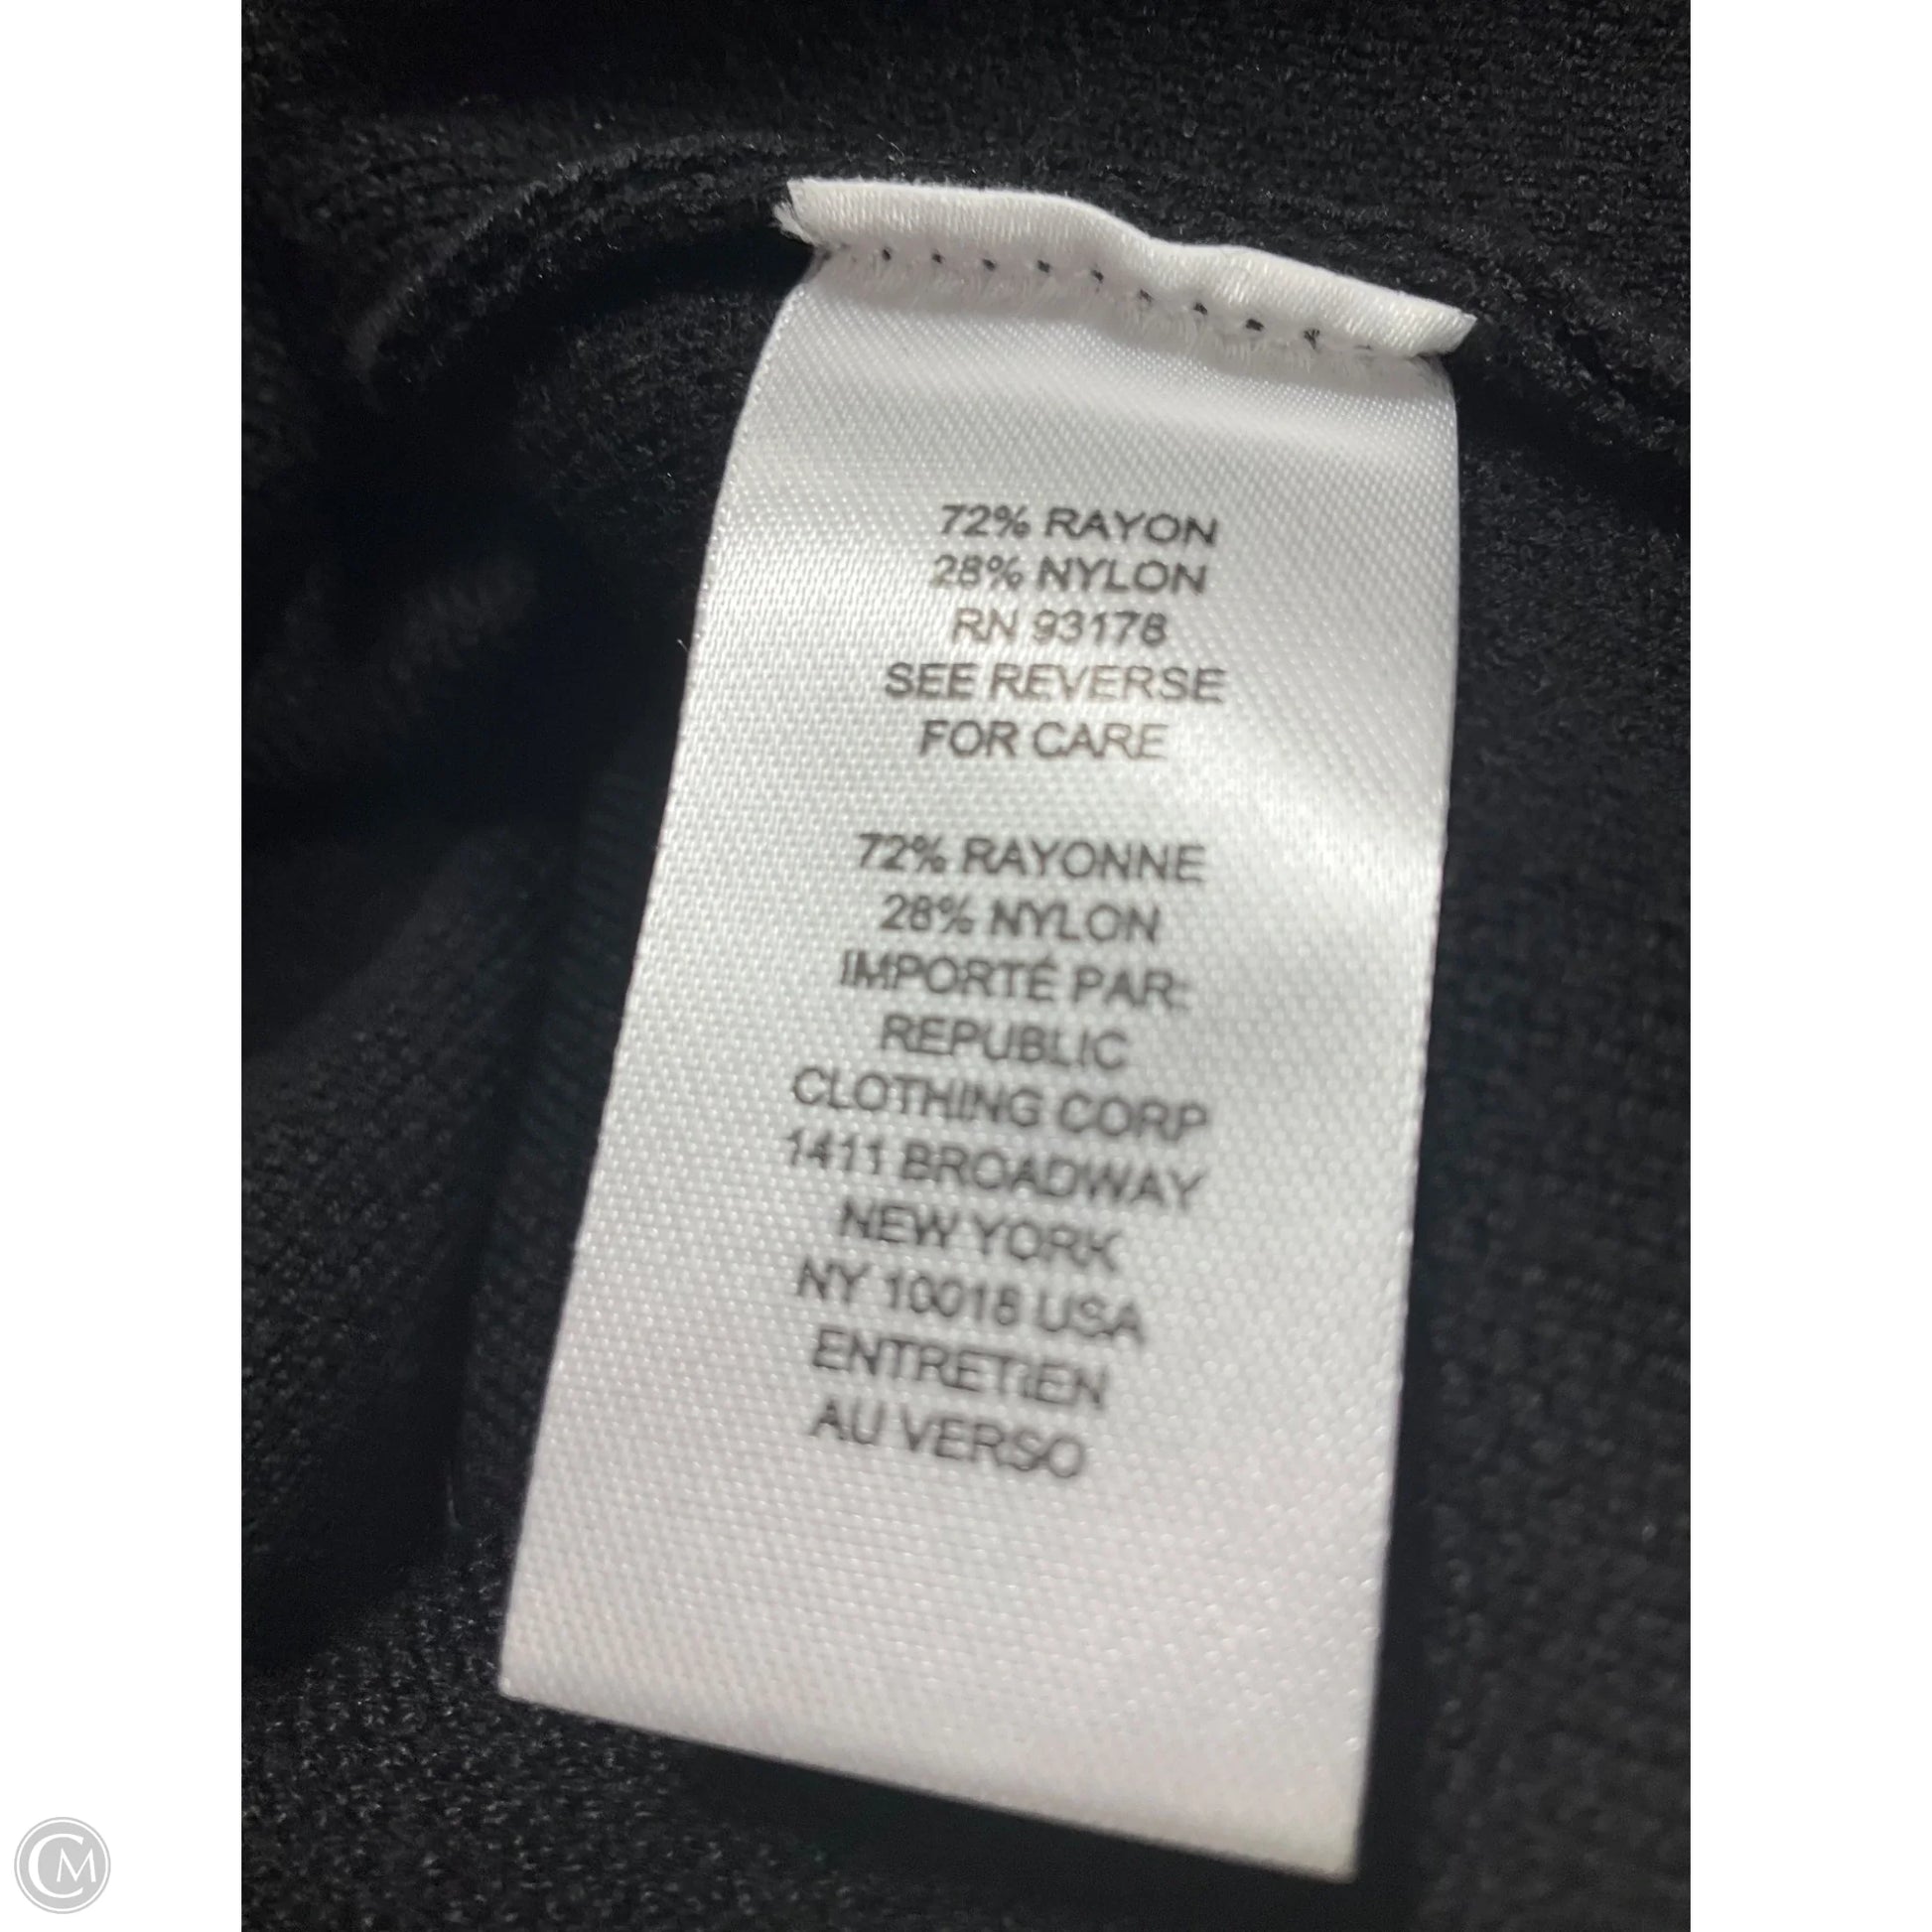 72% RAYON
28% NYLON
RN 93178
SEE REVERSE
FOR CARE
72% RAYONNE
28% NYLON
IMPORTÉ PAR:
REPUBLIC
CLOTHING CORP
1411 BROADWAY
NEW YORK
NY 10018 USA
ENTRETIEN
AU VERSO
CM